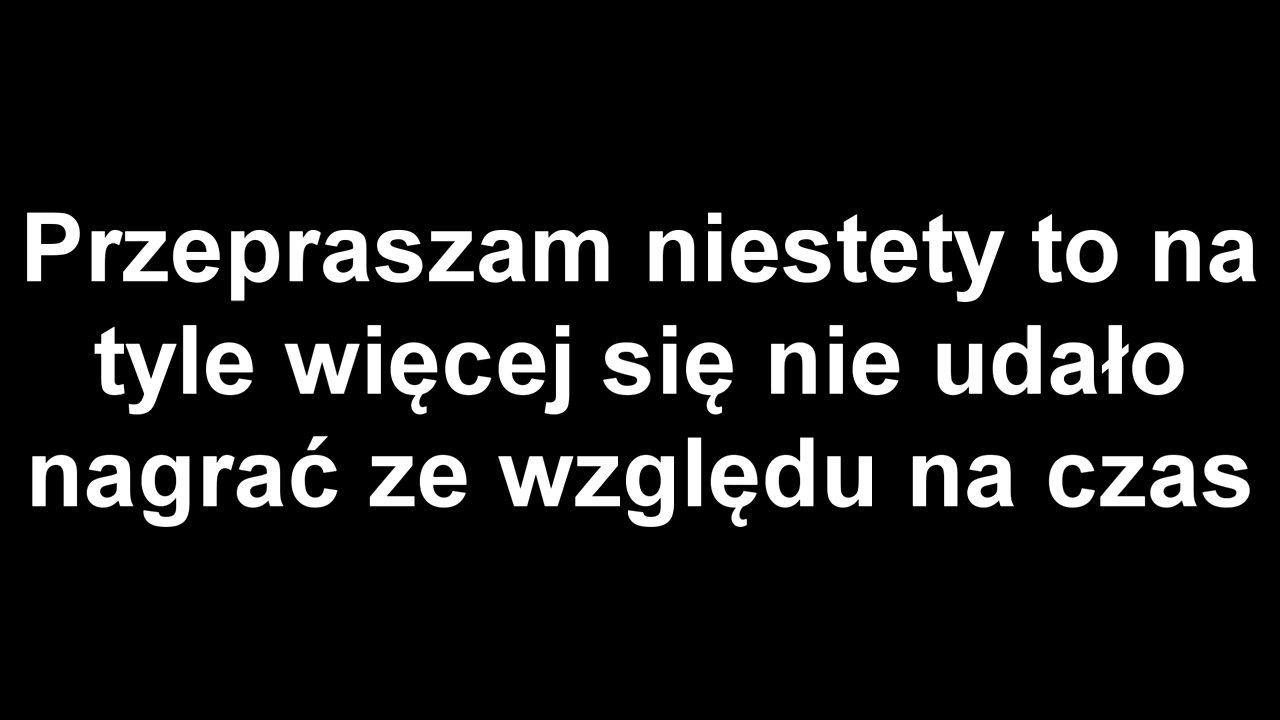 Przepraszam niestety to na
tyle więcej się nie udało
nagrać ze względu na czas